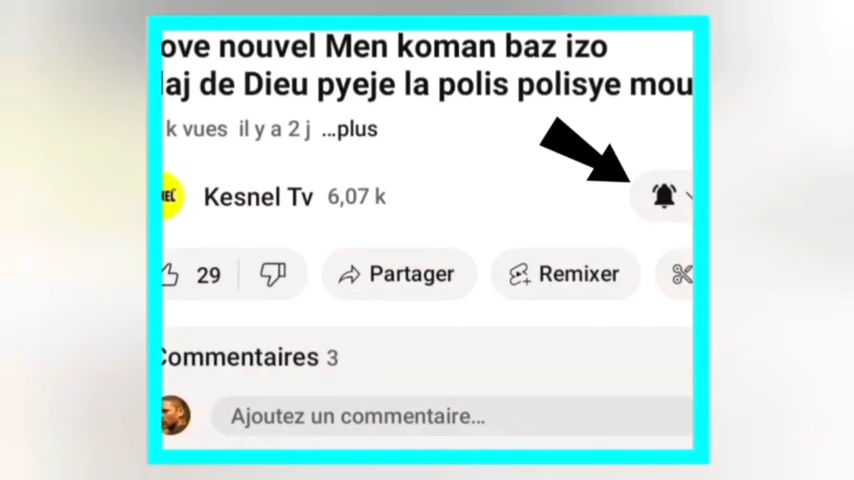 ove nouvel Men koman baz izo
laj de Dieu pyeje la polis polisye mou
k vues il y a 2 j ...plus
Kesnel Tv 6,07 k
29
Partager
Remixer
Commentaires 3
Ajoutez un commentaire...